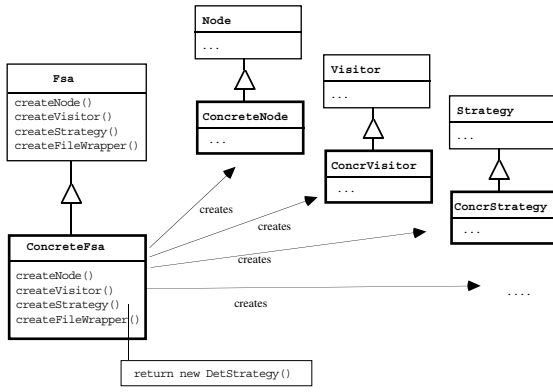 Node
...
Fsa
createNode()
createVisitor()
createStrategy()
createFileWrapper()
Visitor
...
Strategy
...
ConcreteNode
...
ConcrVisitor
...
ConcrStrategy
...
creates
creates
creates
creates
....
ConcreteFsa
createNode()
createVisitor()
createStrategy()
createFileWrapper()
return new DetStrategy()